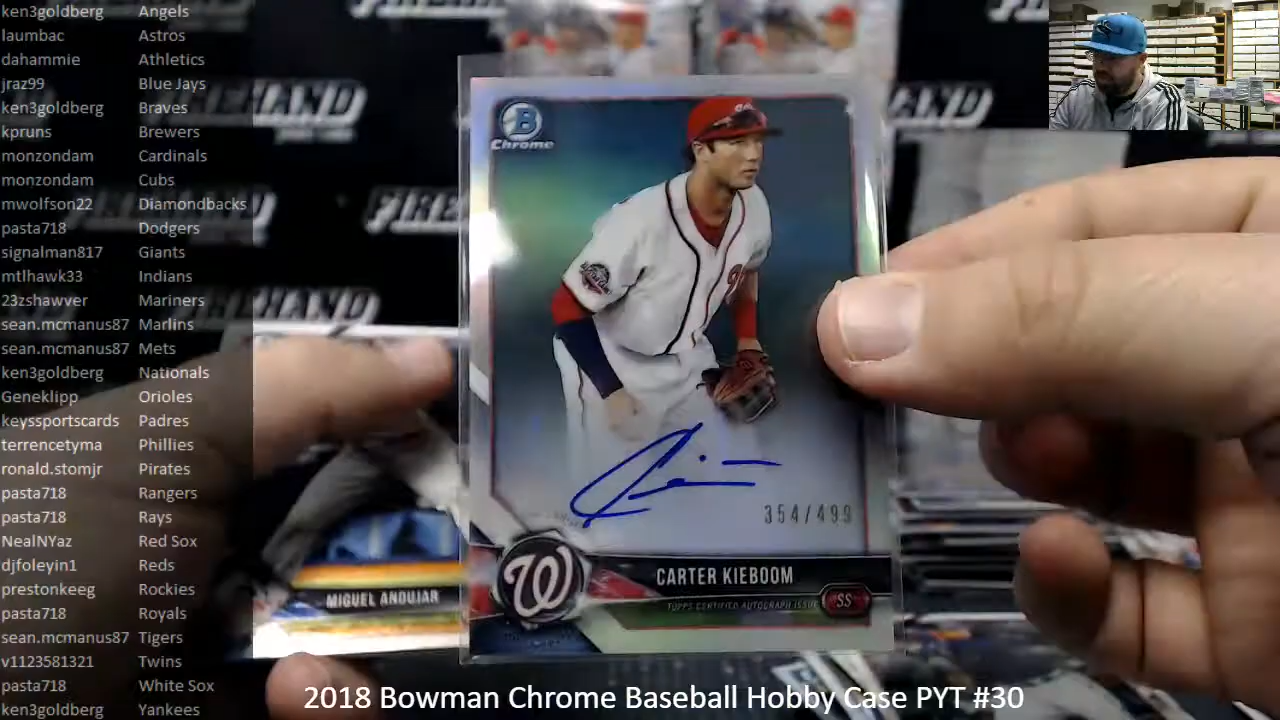 ken3goldberg Angels
laumbac Astros
dahammie Athletics
jraz99 Blue Jays
ken3goldberg Braves
kpruns Brewers
monzondam Cardinals
monzondam Cubs
mwolfson22 Diamondbacks
pasta718 Dodgers
signalman817 Giants
mtlhawk33 Indians
23zshawver Mariners
sean.mcmanus87 Marlins
sean.mcmanus87 Mets
ken3goldberg Nationals
Geneklipp Orioles
keyssportscards Padres
terrencetyma Phillies
ronald.stomjr Pirates
pasta718 Rangers
pasta718 Rays
NealNYaz Red Sox
djfoleyin1 Reds
prestonkeeg Rockies
pasta718 Royals
sean.mcmanus87 Tigers
v1123581321 Twins
pasta718 White Sox
ken3goldberg Yankees
B
Chrome
354/499
W
CARTER KIEBOOM
TOPPS CERTIFIED AUTOGRAPH ISSUE
SS
MIGUEL ANDUJAR
2018 Bowman Chrome Baseball Hobby Case PYT #30